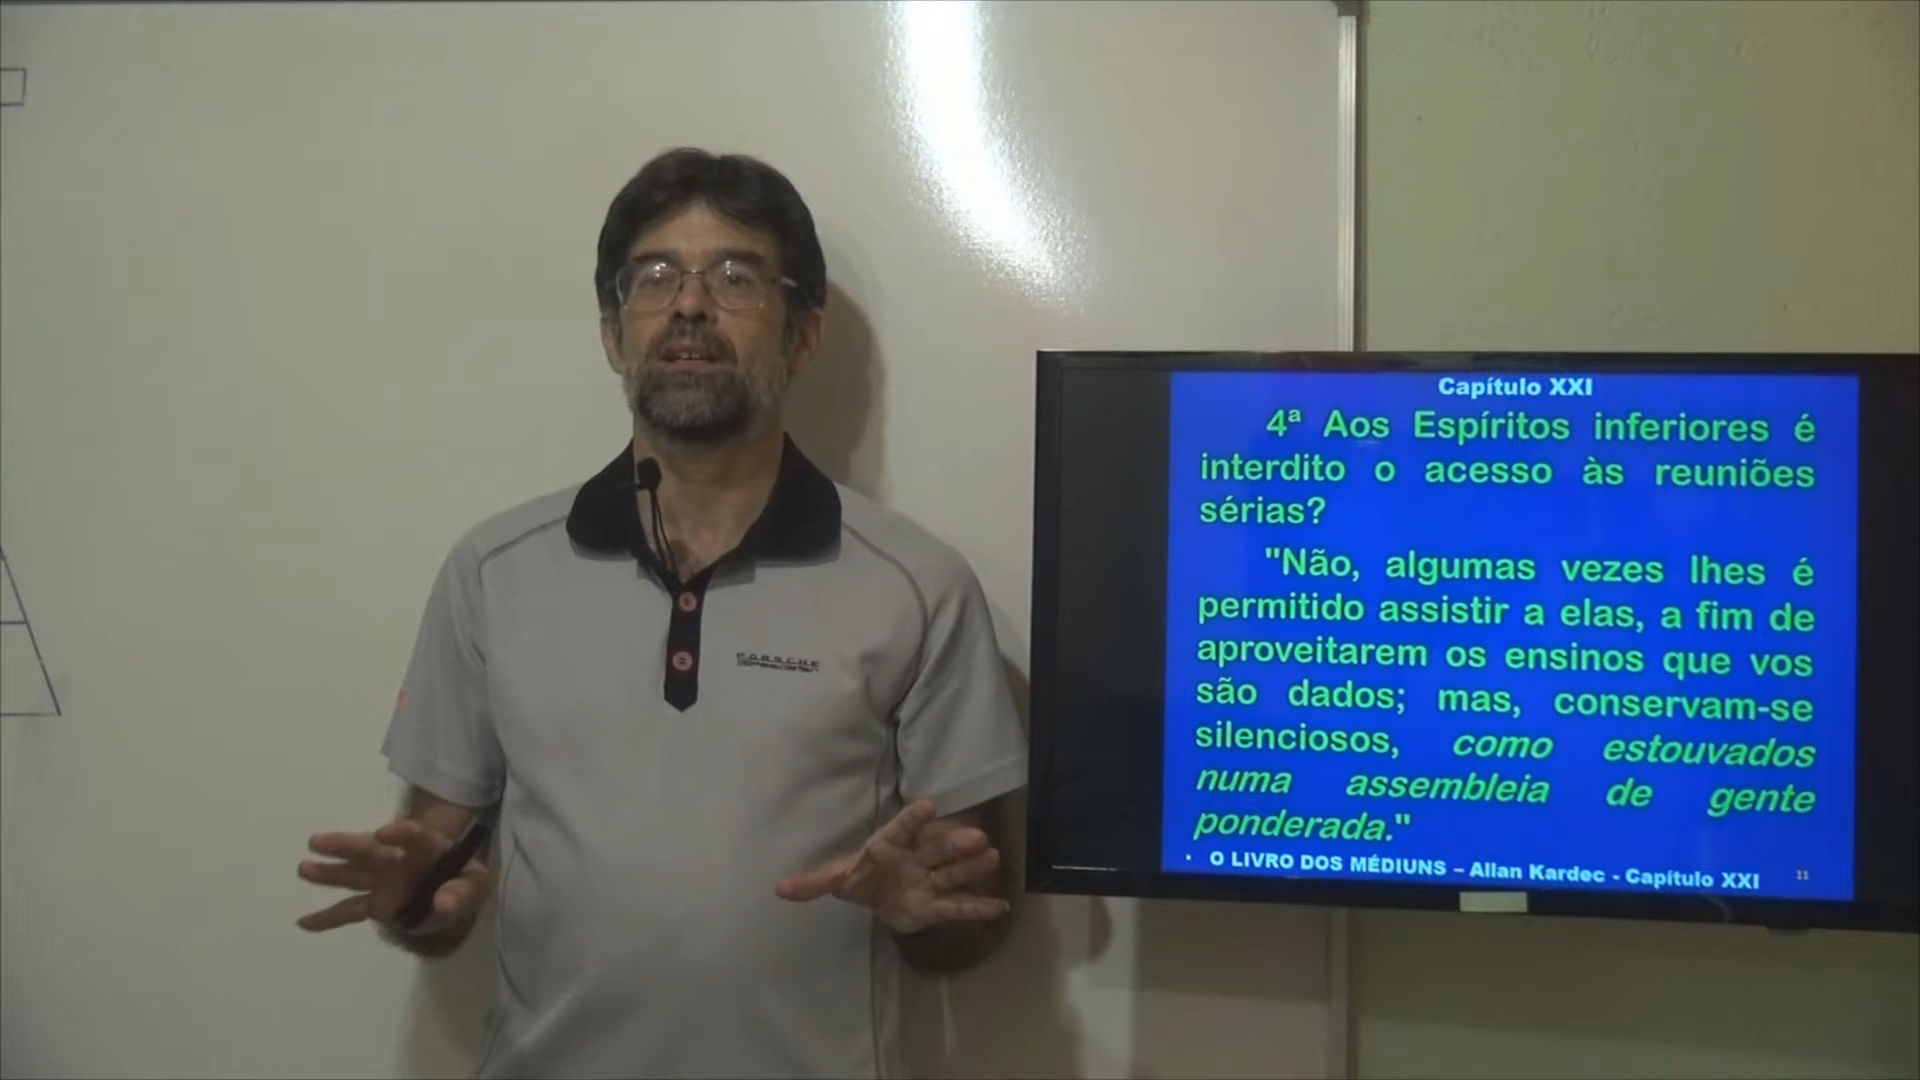 Capítulo XXI
4ª Aos Espíritos inferiores é
interdito o acesso às reuniões
sérias?
"Não, algumas vezes lhes é
permitido assistir a elas, a fim de
aproveitarem os ensinos que vos
são dados; mas, conservam-se
silenciosos, como estouvados
numa assembleia de gente
ponderada."
• O LIVRO DOS MÉDIUNS – Allan Kardec - Capítulo XXI
11
PORSCHE